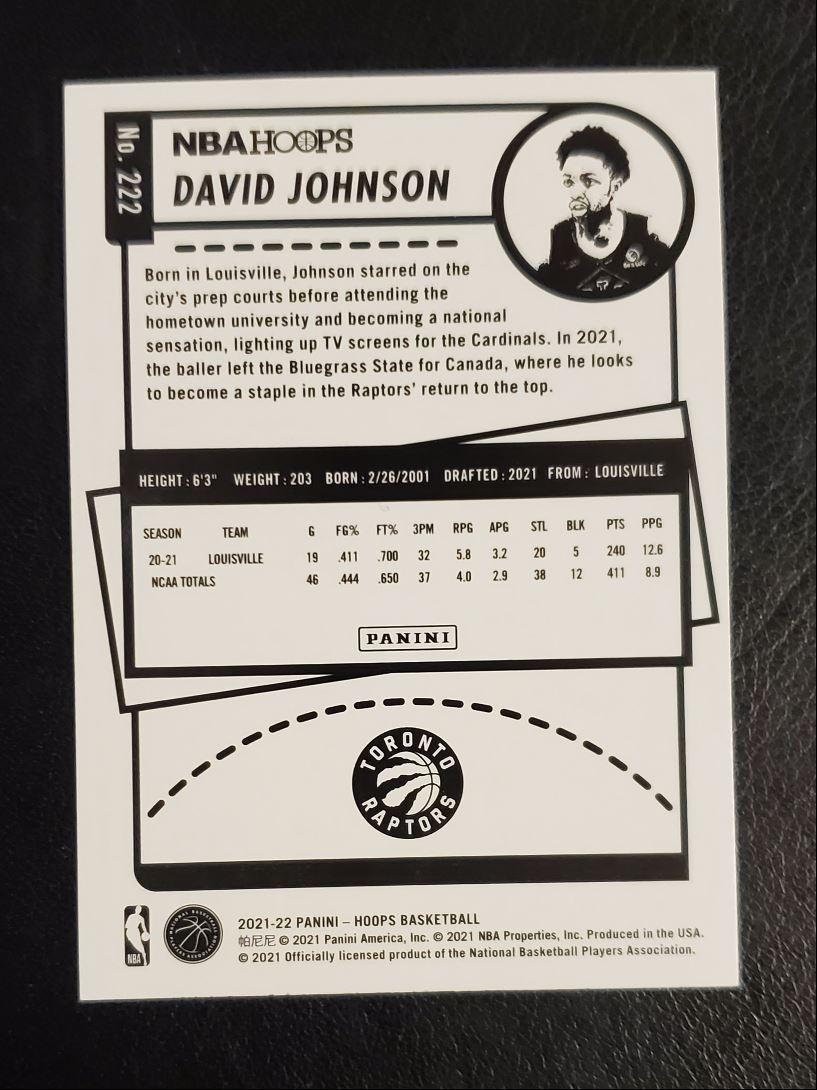 No. 222
NBA HOOPS
DAVID JOHNSON
Born in Louisville, Johnson starred on the
city's prep courts before attending the
hometown university and becoming a national
sensation, lighting up TV screens for the Cardinals. In 2021,
the baller left the Bluegrass State for Canada, where he looks
to become a staple in the Raptors' return to the top.
HEIGHT: 6'3" WEIGHT: 203 BORN: 2/26/2001 DRAFTED: 2021 FROM: LOUISVILLE
SEASON TEAM G FG% FT% 3PM RPG APG STL BLK PTS PPG
20-21 LOUISVILLE 19 .411 .700 32 5.8 3.2 20 5 240 12.6
NCAA TOTALS 46 .444 .650 37 4.0 2.9 38 12 411 8.9
PANINI
TORONTO
RAPTORS
NBA
NATIONAL BASKETBALL
PLAYERS ASSOCIATION
2021-22 PANINI – HOOPS BASKETBALL
帕尼尼 © 2021 Panini America, Inc. © 2021 NBA Properties, Inc. Produced in the USA.
© 2021 Officially licensed product of the National Basketball Players Association.